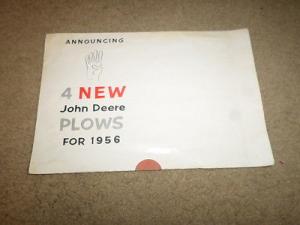 ANNOUNCING
4 NEW
John Deere
PLOWS
FOR 1956